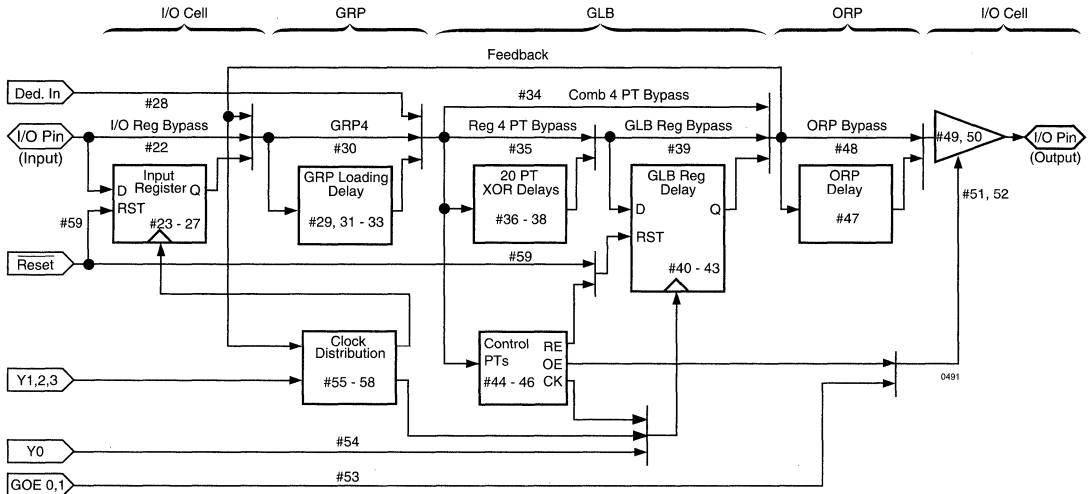 I/O Cell
GRP
GLB
ORP
I/O Cell
Feedback
Ded. In
#28
#34
Comb 4 PT Bypass
I/O Pin
(Input)
I/O Reg Bypass
#22
GRP4
#30
Reg 4 PT Bypass
#35
GLB Reg Bypass
#39
ORP Bypass
#48
#49, 50
I/O Pin
(Output)
Input
Register
D
Q
RST
#23 - 27
GRP Loading
Delay
#29, 31 - 33
20 PT
XOR Delays
#36 - 38
GLB Reg
Delay
D
Q
RST
#40 - 43
ORP
Delay
#47
#51, 52
#59
Reset
#59
Clock
Distribution
#55 - 58
Control
PTs
#44 - 46
RE
OE
CK
0491
Y1,2,3
Y0
#54
GOE 0,1
#53